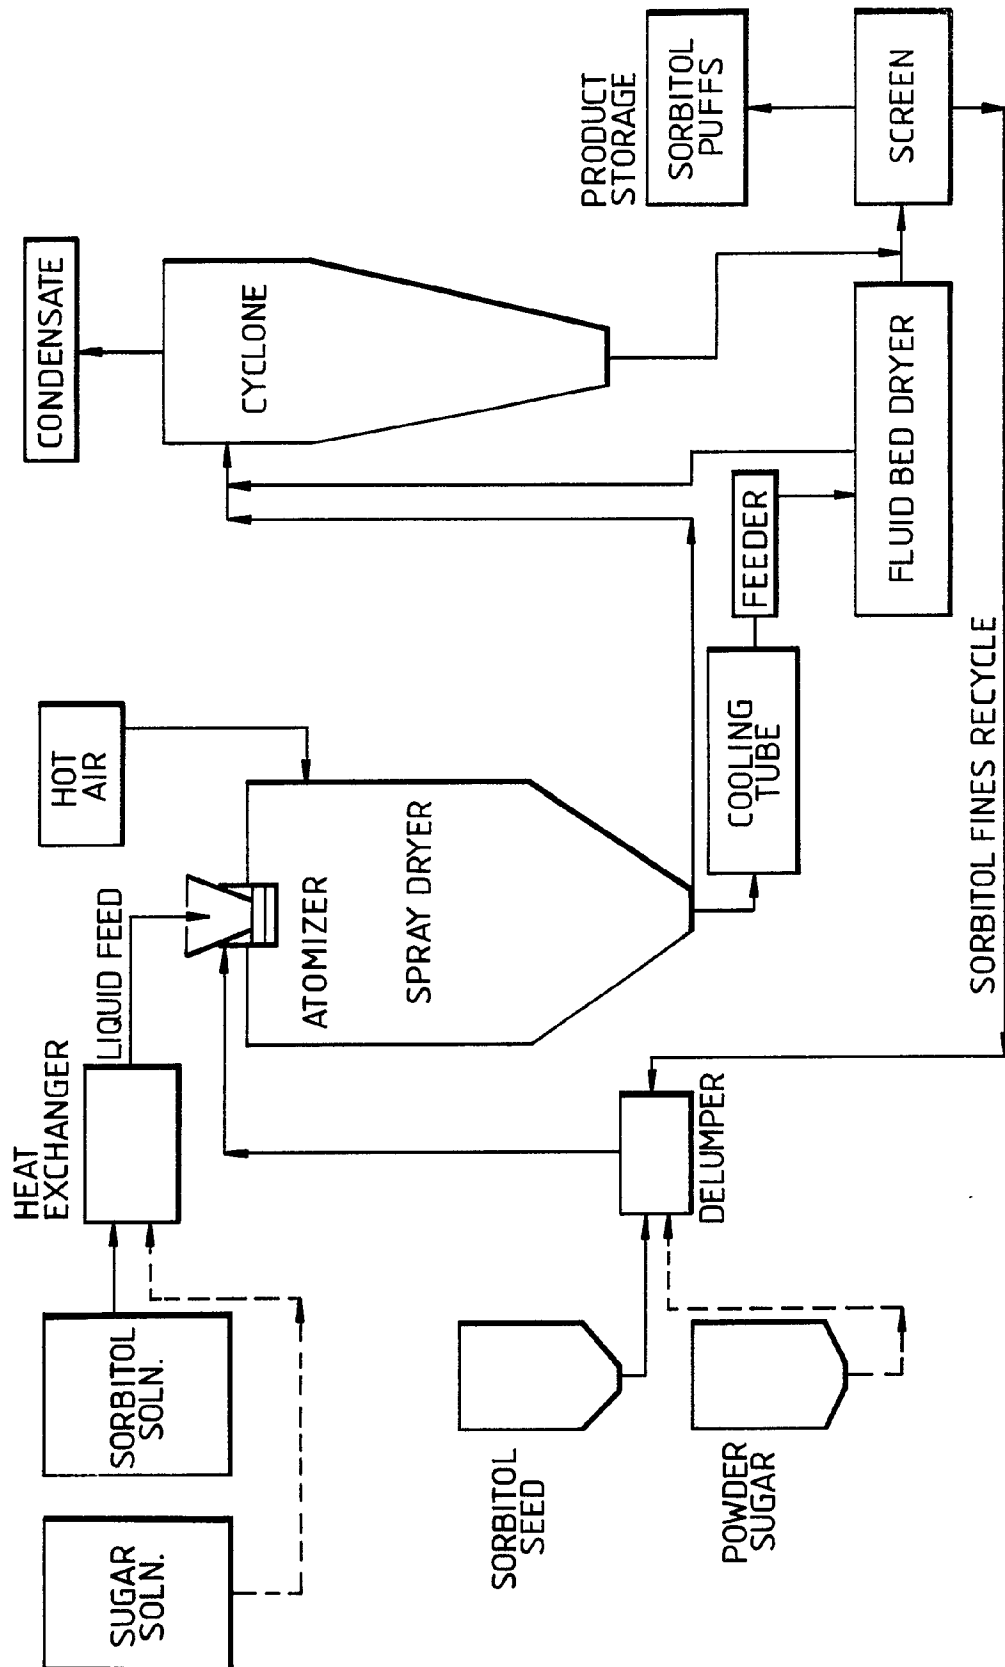 SUGAR
SOLN.
SORBITOL
SOLN.
HEAT
EXCHANGER
LIQUID FEED
HOT
AIR
CONDENSATE
ATOMIZER
SPRAY DRYER
CYCLONE
PRODUCT
STORAGE
SORBITOL
PUFFS
SORBITOL
SEED
POWDER
SUGAR
DELUMPER
COOLING
TUBE
FEEDER
FLUID BED DRYER
SCREEN
SORBITOL FINES RECYCLE